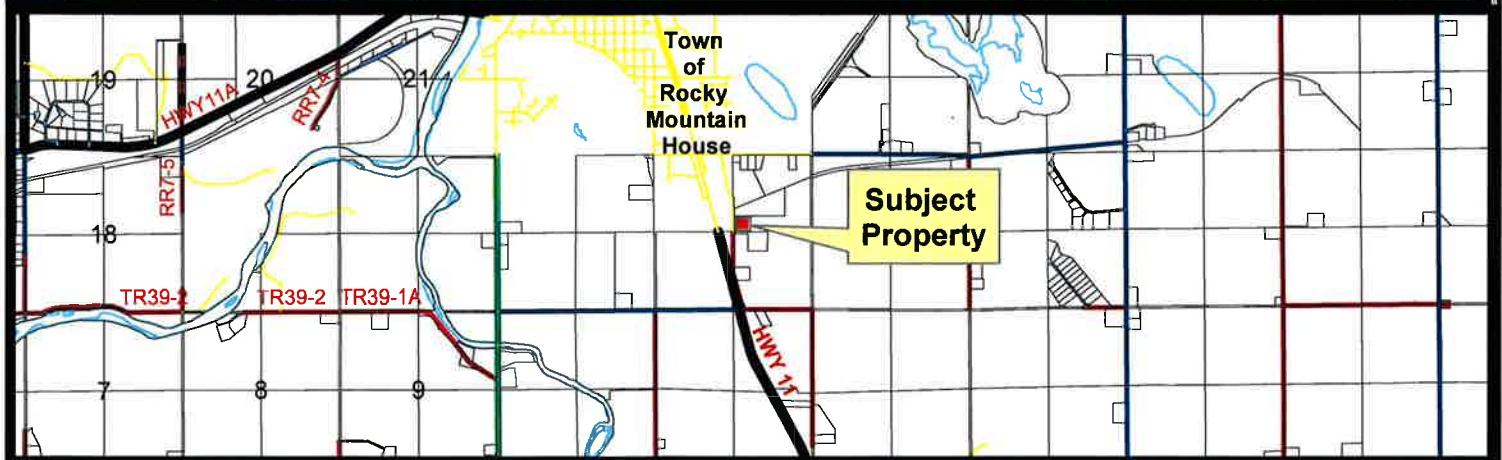 Town
of
Rocky
Mountain
House
19
20
21
HWY11A
RR7-4
RR7-5
Subject
Property
18
TR39-2
TR39-2
TR39-1A
HWY 11
7
8
9